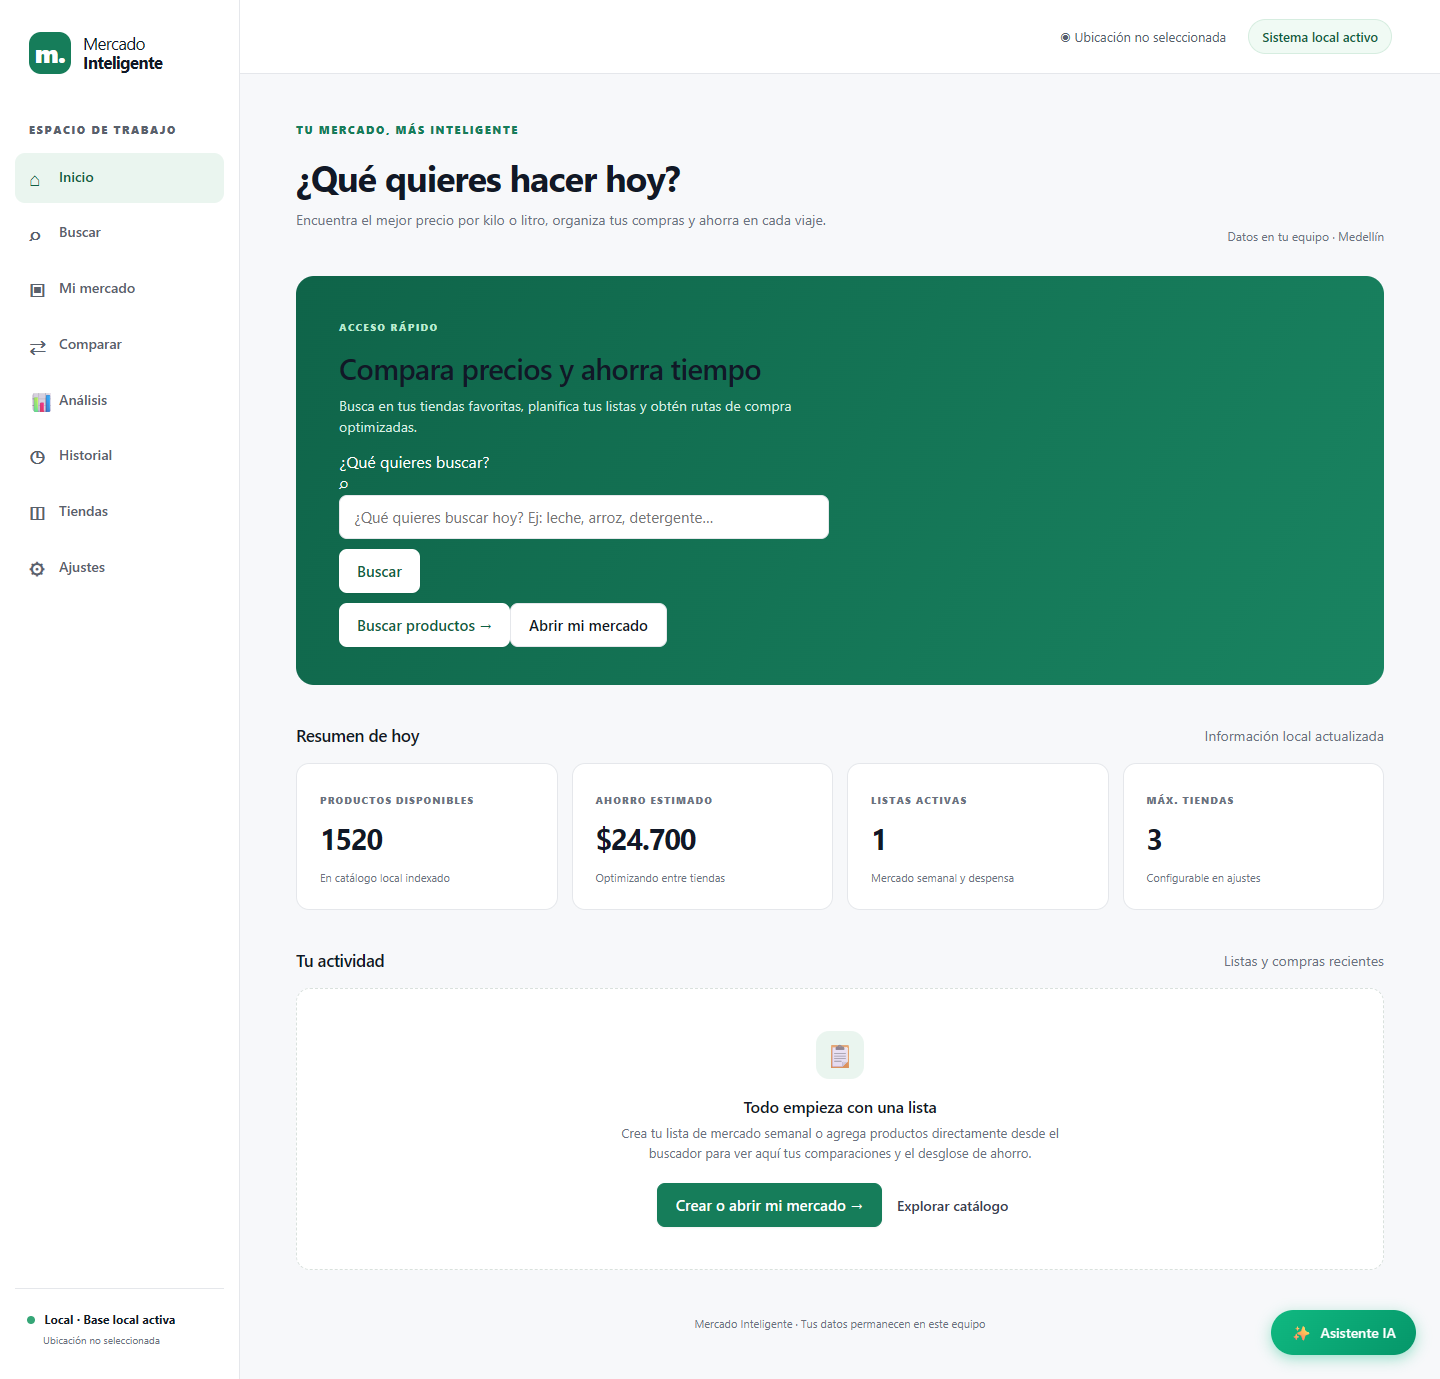 m.
Mercado
Inteligente
ESPACIO DE TRABAJO
Inicio
Buscar
Mi mercado
Comparar
Análisis
Historial
Tiendas
Ajustes
Local · Base local activa
Ubicación no seleccionada
◉ Ubicación no seleccionada
Sistema local activo
TU MERCADO, MÁS INTELIGENTE
¿Qué quieres hacer hoy?
Encuentra el mejor precio por kilo o litro, organiza tus compras y ahorra en cada viaje.
Datos en tu equipo · Medellín
ACCESO RÁPIDO
Compara precios y ahorra tiempo
Busca en tus tiendas favoritas, planifica tus listas y obtén rutas de compra
optimizadas.
¿Qué quieres buscar?
¿Qué quieres buscar hoy? Ej: leche, arroz, detergente...
Buscar
Buscar productos →
Abrir mi mercado
Resumen de hoy
Información local actualizada
PRODUCTOS DISPONIBLES
1520
En catálogo local indexado
AHORRO ESTIMADO
$24.700
Optimizando entre tiendas
LISTAS ACTIVAS
1
Mercado semanal y despensa
MÁX. TIENDAS
3
Configurable en ajustes
Tu actividad
Listas y compras recientes
Todo empieza con una lista
Crea tu lista de mercado semanal o agrega productos directamente desde el
buscador para ver aquí tus comparaciones y el desglose de ahorro.
Crear o abrir mi mercado →
Explorar catálogo
Mercado Inteligente · Tus datos permanecen en este equipo
Asistente IA